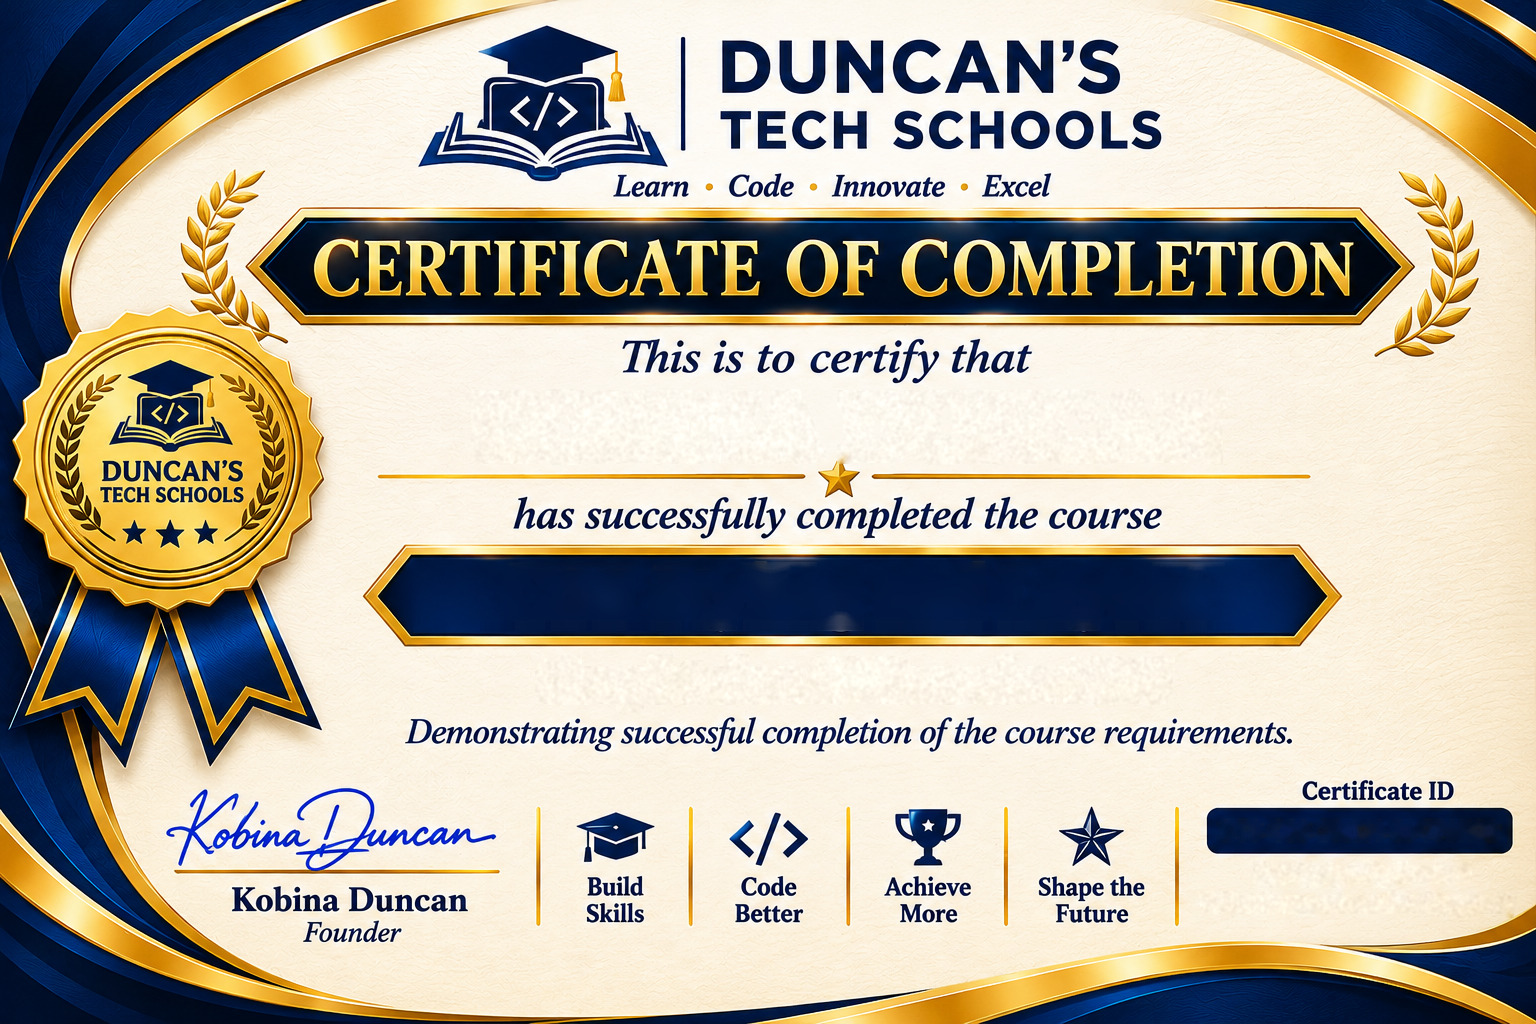 DUNCAN'S
TECH SCHOOLS
Learn • Code • Innovate • Excel
CERTIFICATE OF COMPLETION
This is to certify that
DUNCAN'S
TECH SCHOOLS
has successfully completed the course
Demonstrating successful completion of the course requirements.
Kobina Duncan
Kobina Duncan
Founder
</>
Build
Skills
Code
Better
Achieve
More
Shape the
Future
Certificate ID